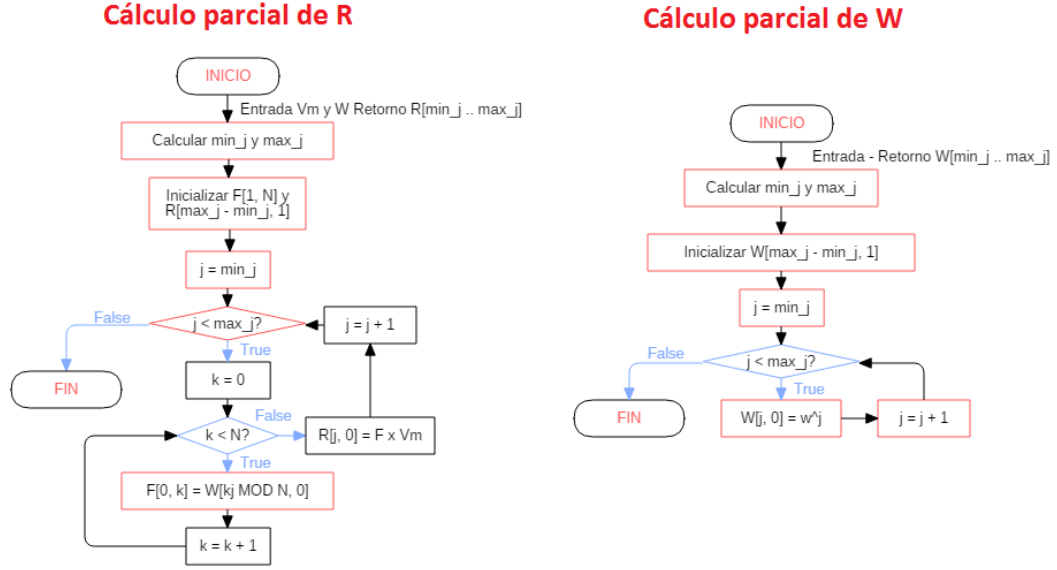 Cálculo parcial de R
INICIO
Entrada Vm y W Retorno R[min_j .. max_j]
Calcular min_j y max_j
Inicializar F[1, N] y
R[max_j - min_j, 1]
j = min_j
j < max_j?
False
True
j = j + 1
FIN
k = 0
k < N?
False
True
R[j, 0] = F x Vm
F[0, k] = W[kj MOD N, 0]
k = k + 1
Cálculo parcial de W
INICIO
Entrada - Retorno W[min_j .. max_j]
Calcular min_j y max_j
Inicializar W[max_j - min_j, 1]
j = min_j
j < max_j?
False
True
FIN
W[j, 0] = w^j
j = j + 1